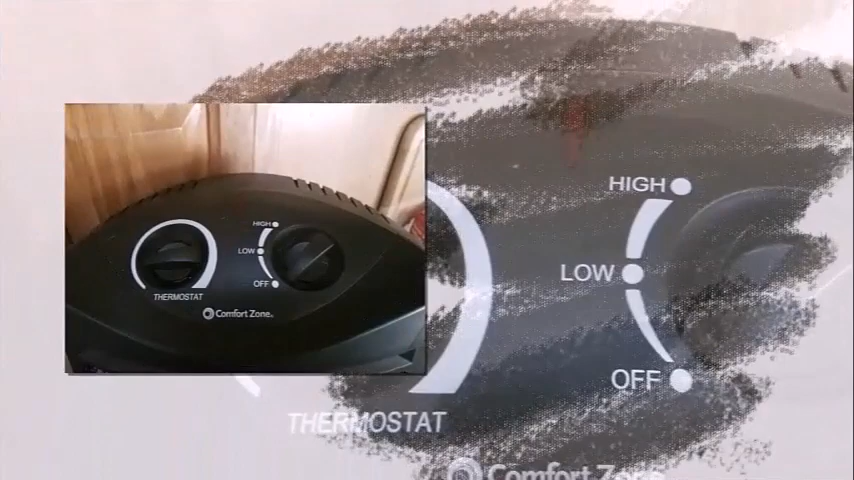 HIGH
LOW
OFF
THERMOSTAT
Comfort Zone
HIGH
LOW
OFF
THERMOSTAT
Comfort Zone